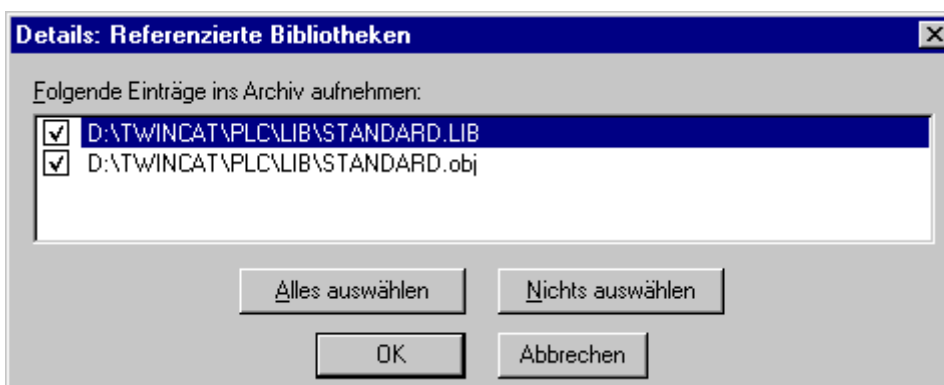 Details: Referenzierte Bibliotheken
Folgende Einträge ins Archiv aufnehmen:
D:\TWINCAT\PLC\LIB\STANDARD.LIB
D:\TWINCAT\PLC\LIB\STANDARD.obj
Alles auswählen Nichts auswählen
OK Abbrechen